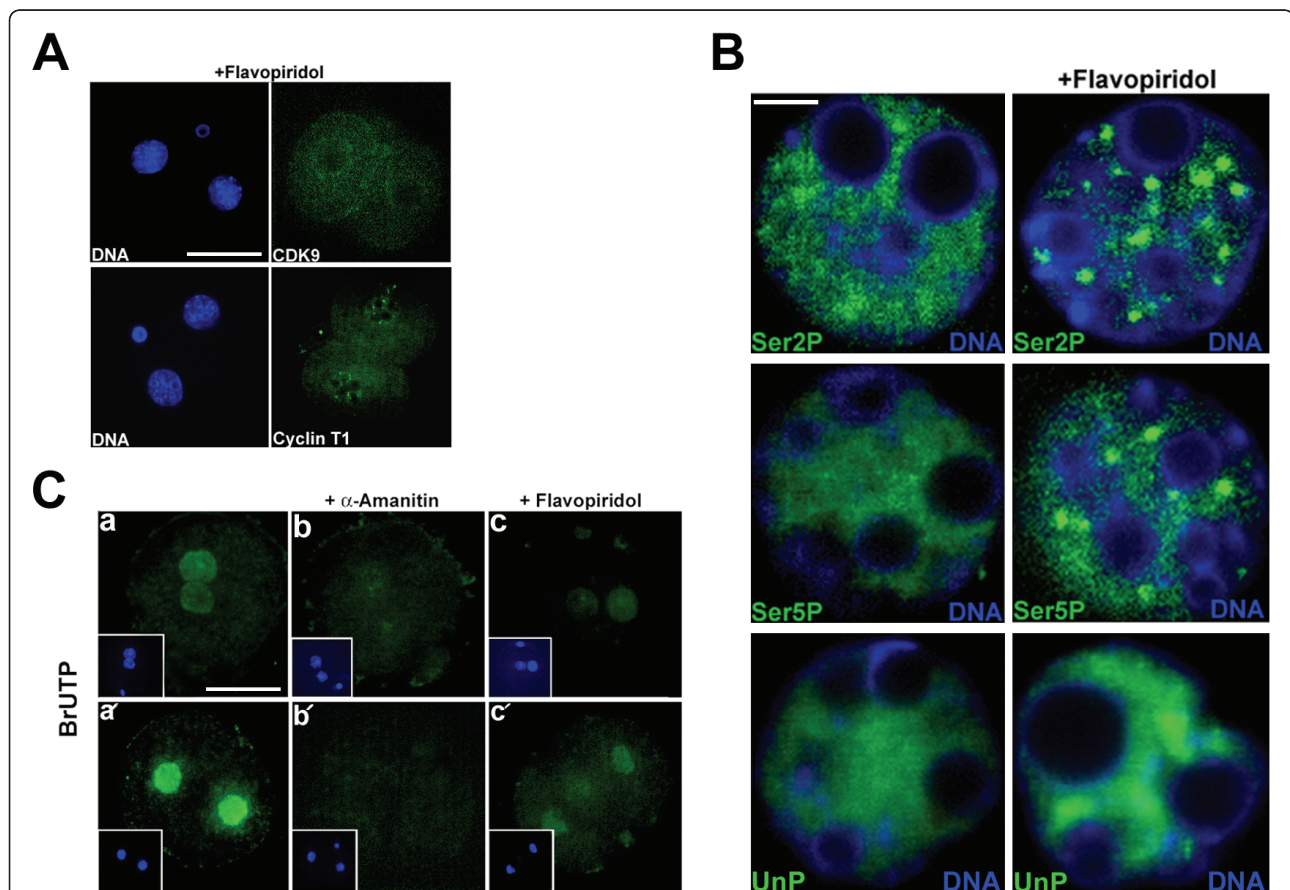 A
+Flavopiridol
DNA
CDK9
DNA
Cyclin T1
B
+Flavopiridol
Ser2P DNA
Ser2P DNA
Ser5P DNA
Ser5P DNA
UnP DNA
UnP DNA
C
+ α-Amanitin
+ Flavopiridol
BrUTP
a
b
c
a´
b´
c´